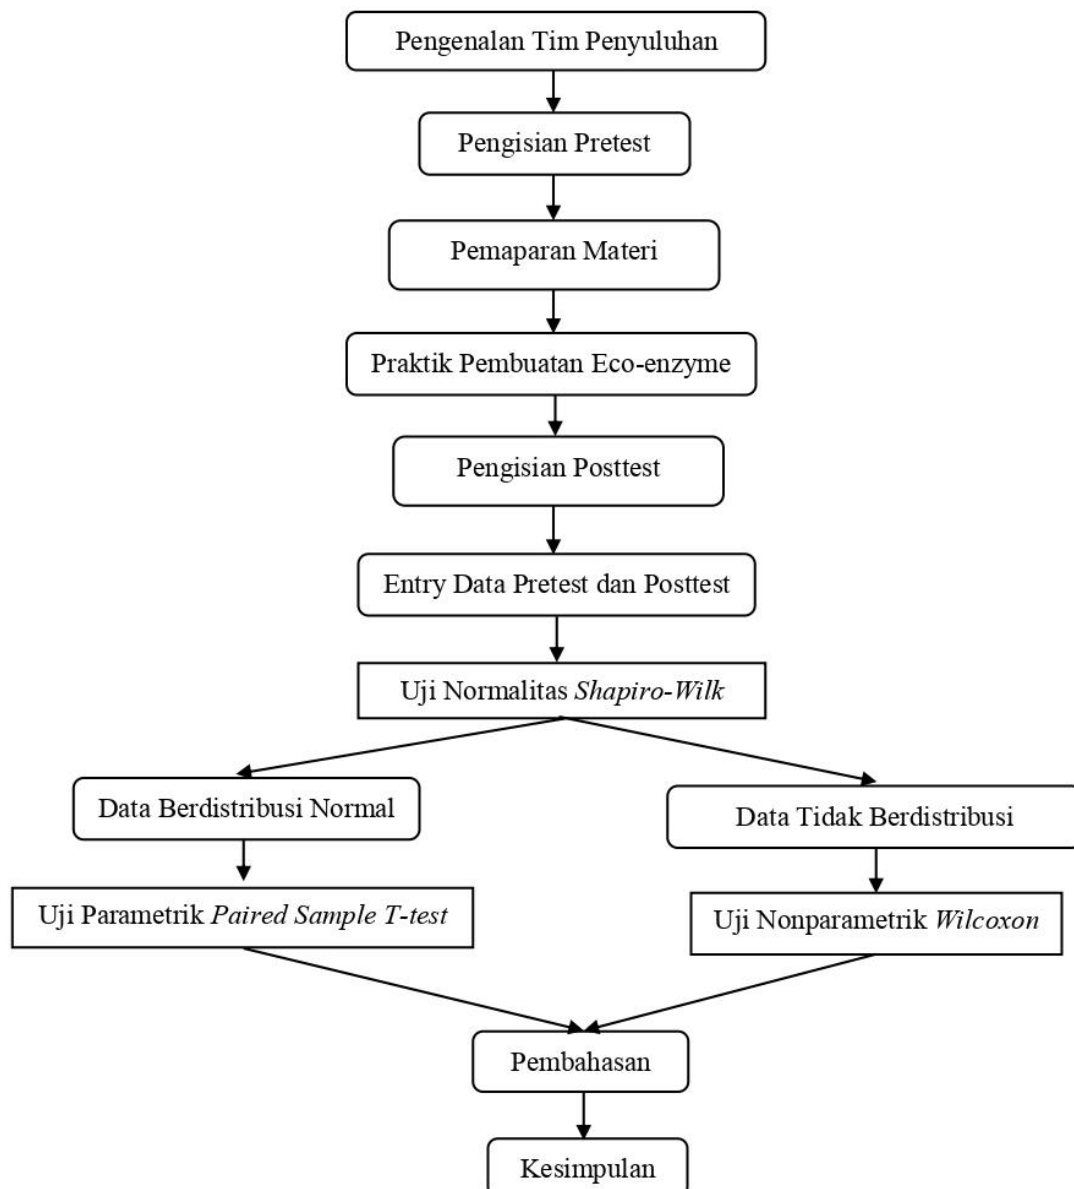 Pengenalan Tim Penyuluhan
Pengisian Pretest
Pemaparan Materi
Praktik Pembuatan Eco-enzyme
Pengisian Posttest
Entry Data Pretest dan Posttest
Uji Normalitas Shapiro-Wilk
Data Berdistribusi Normal
Data Tidak Berdistribusi
Uji Parametrik Paired Sample T-test
Uji Nonparametrik Wilcoxon
Pembahasan
Kesimpulan